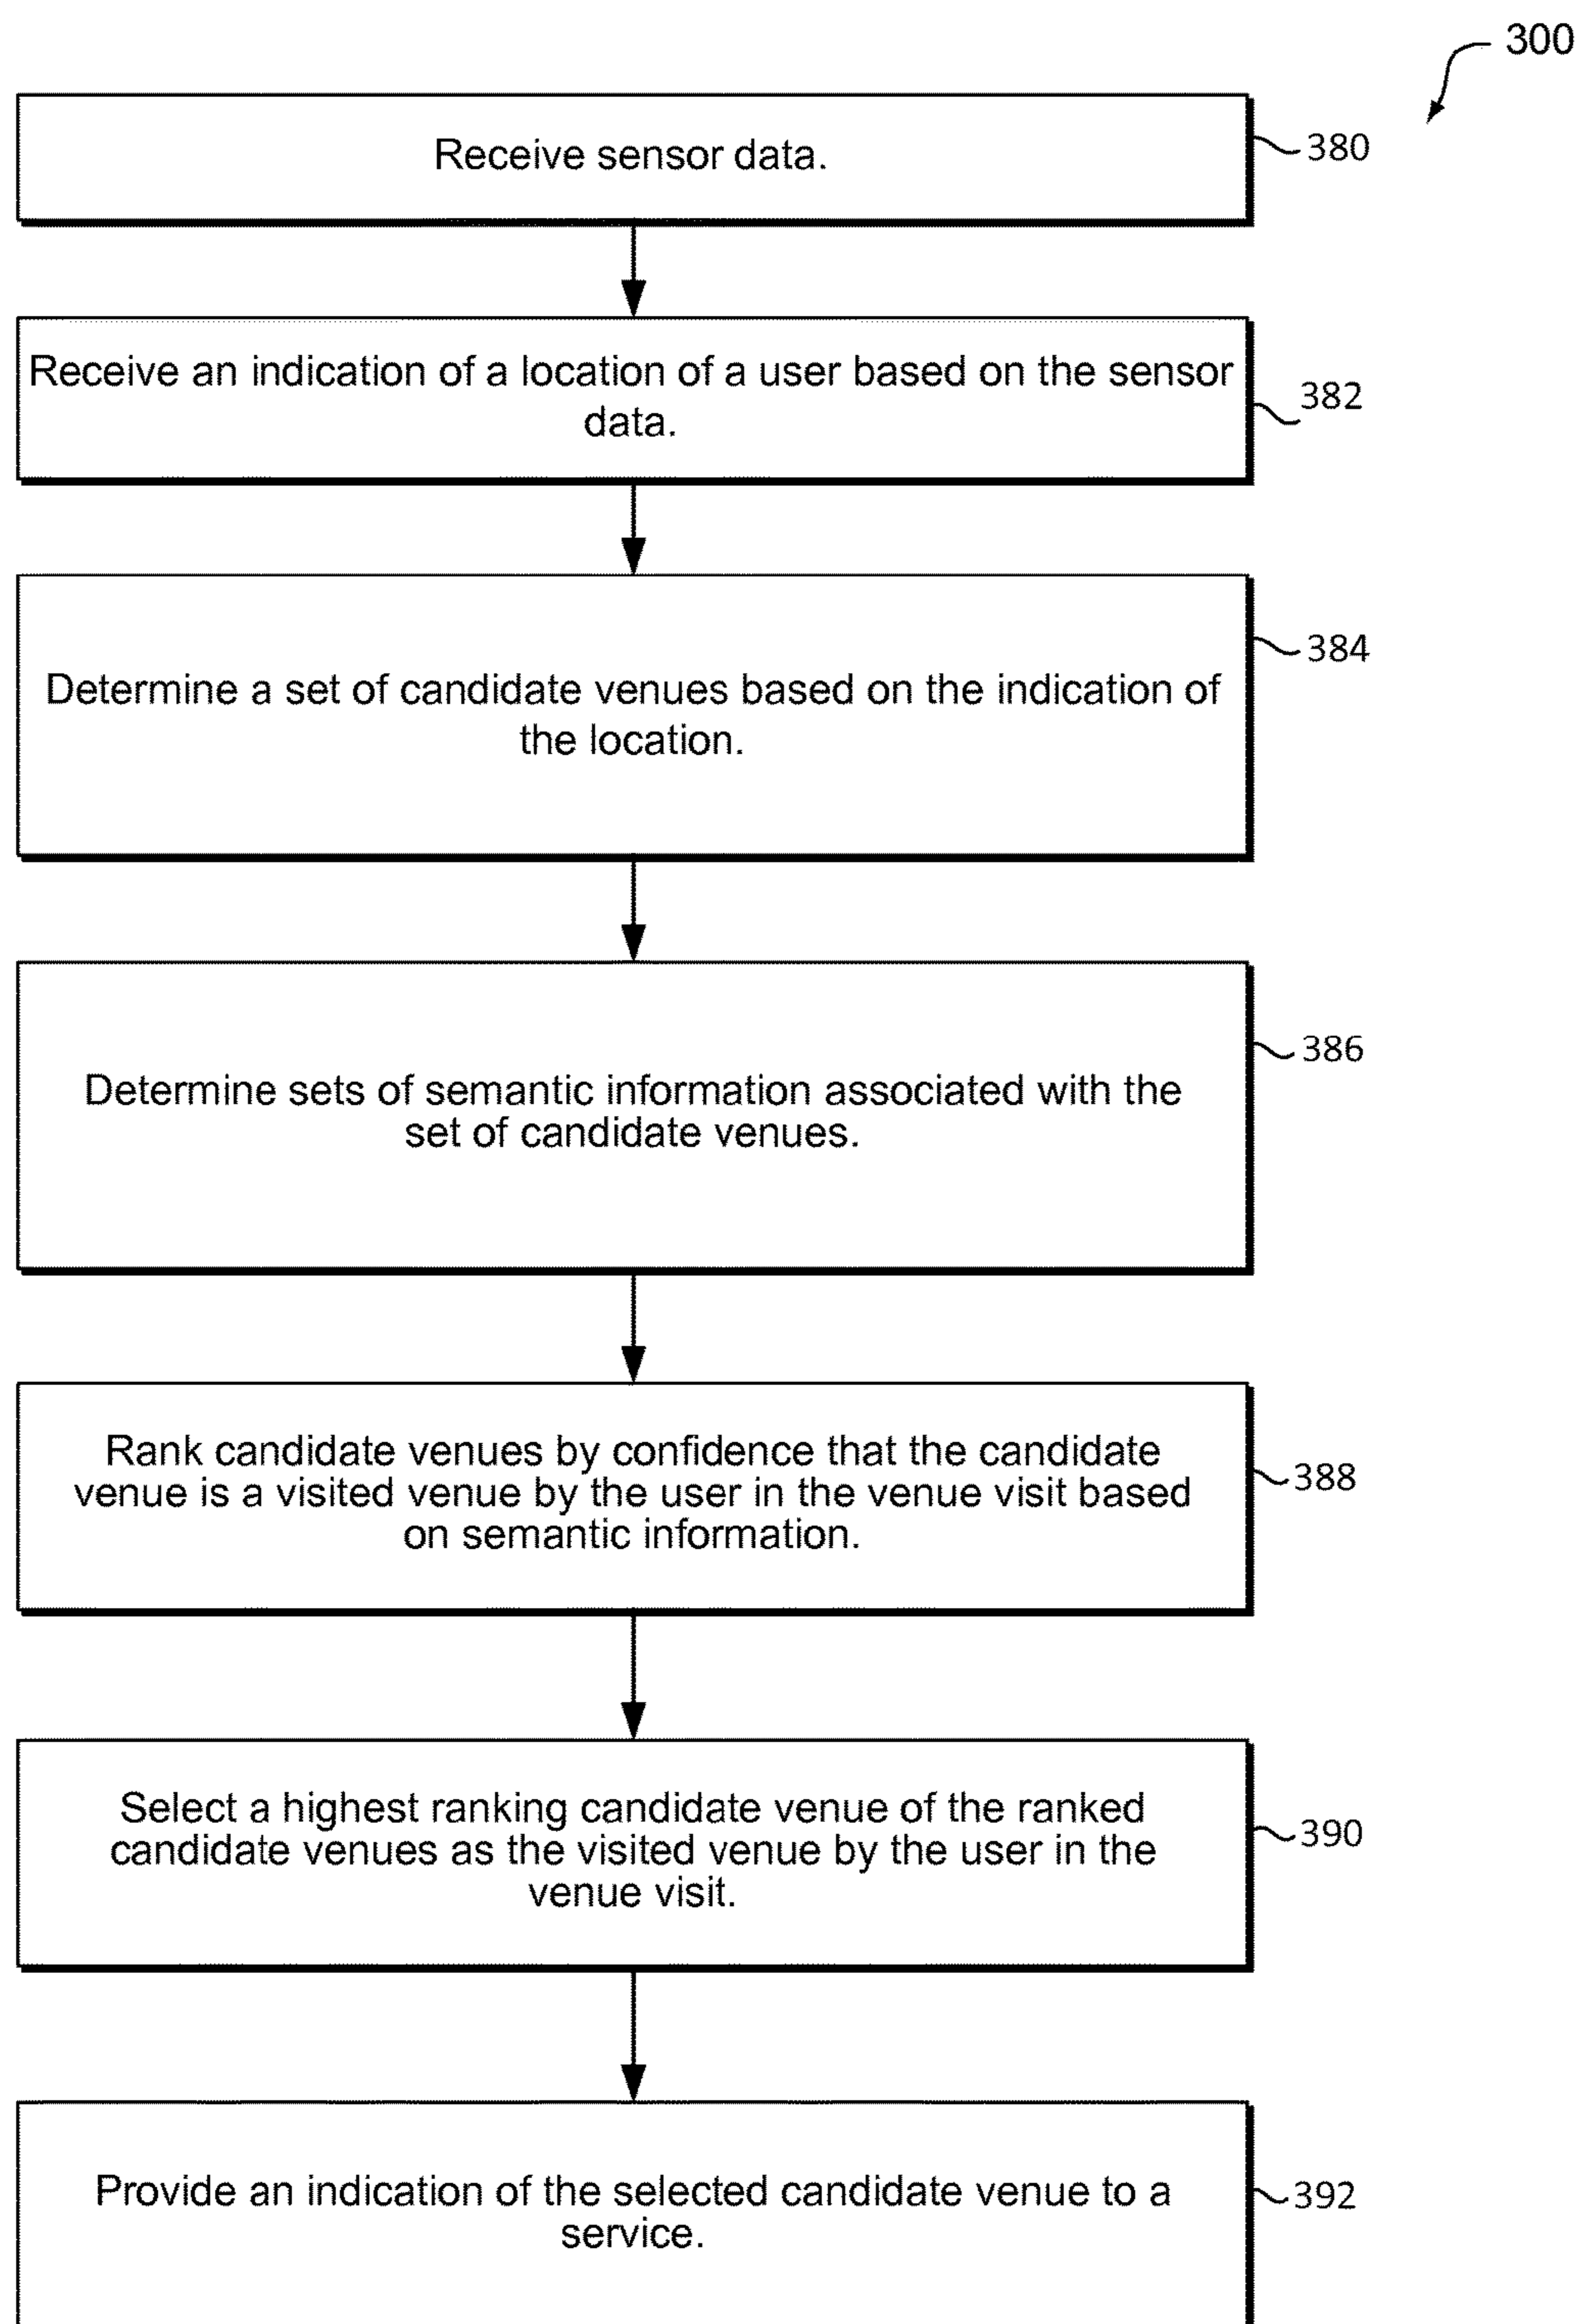 300
Receive sensor data.
380
Receive an indication of a location of a user based on the sensor
data.
382
Determine a set of candidate venues based on the indication of
the location.
384
Determine sets of semantic information associated with the
set of candidate venues.
386
Rank candidate venues by confidence that the candidate
venue is a visited venue by the user in the venue visit based
on semantic information.
388
Select a highest ranking candidate venue of the ranked
candidate venues as the visited venue by the user in the
venue visit.
390
Provide an indication of the selected candidate venue to a
service.
392